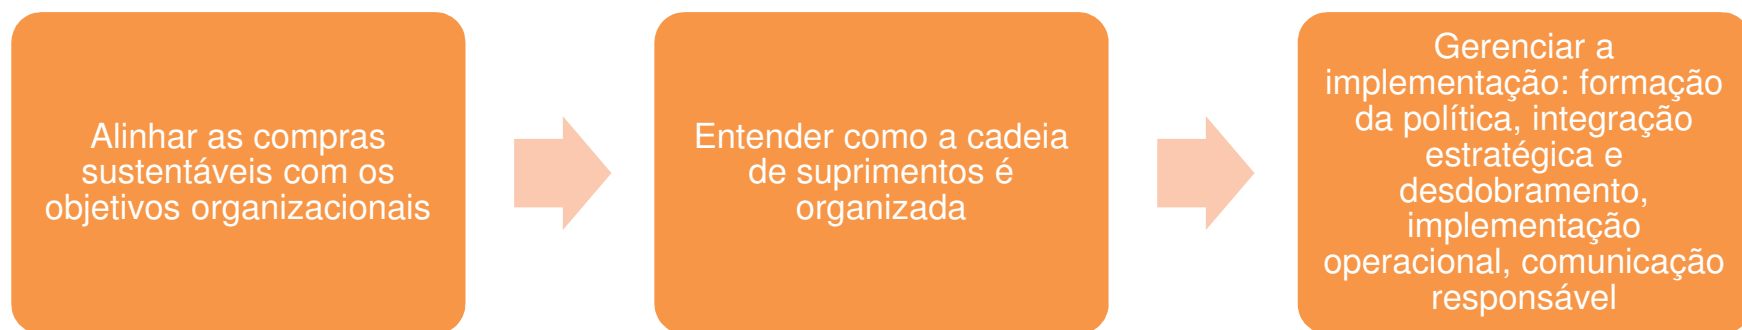 Alinhar as compras
sustentáveis com os
objetivos organizacionais
Entender como a cadeia
de suprimentos é
organizada
Gerenciar a
implementação: formação
da política, integração
estratégica e
desdobramento,
implementação
operacional, comunicação
responsável